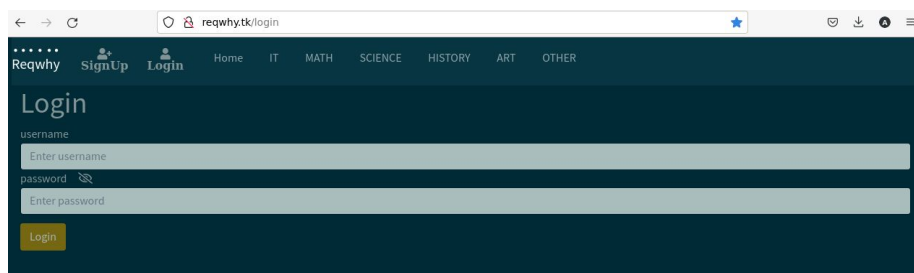 reqwhy.tk/login
A
Reqwhy SignUp Login Home IT MATH SCIENCE HISTORY ART OTHER
Login
username
Enter username
password
Enter password
Login